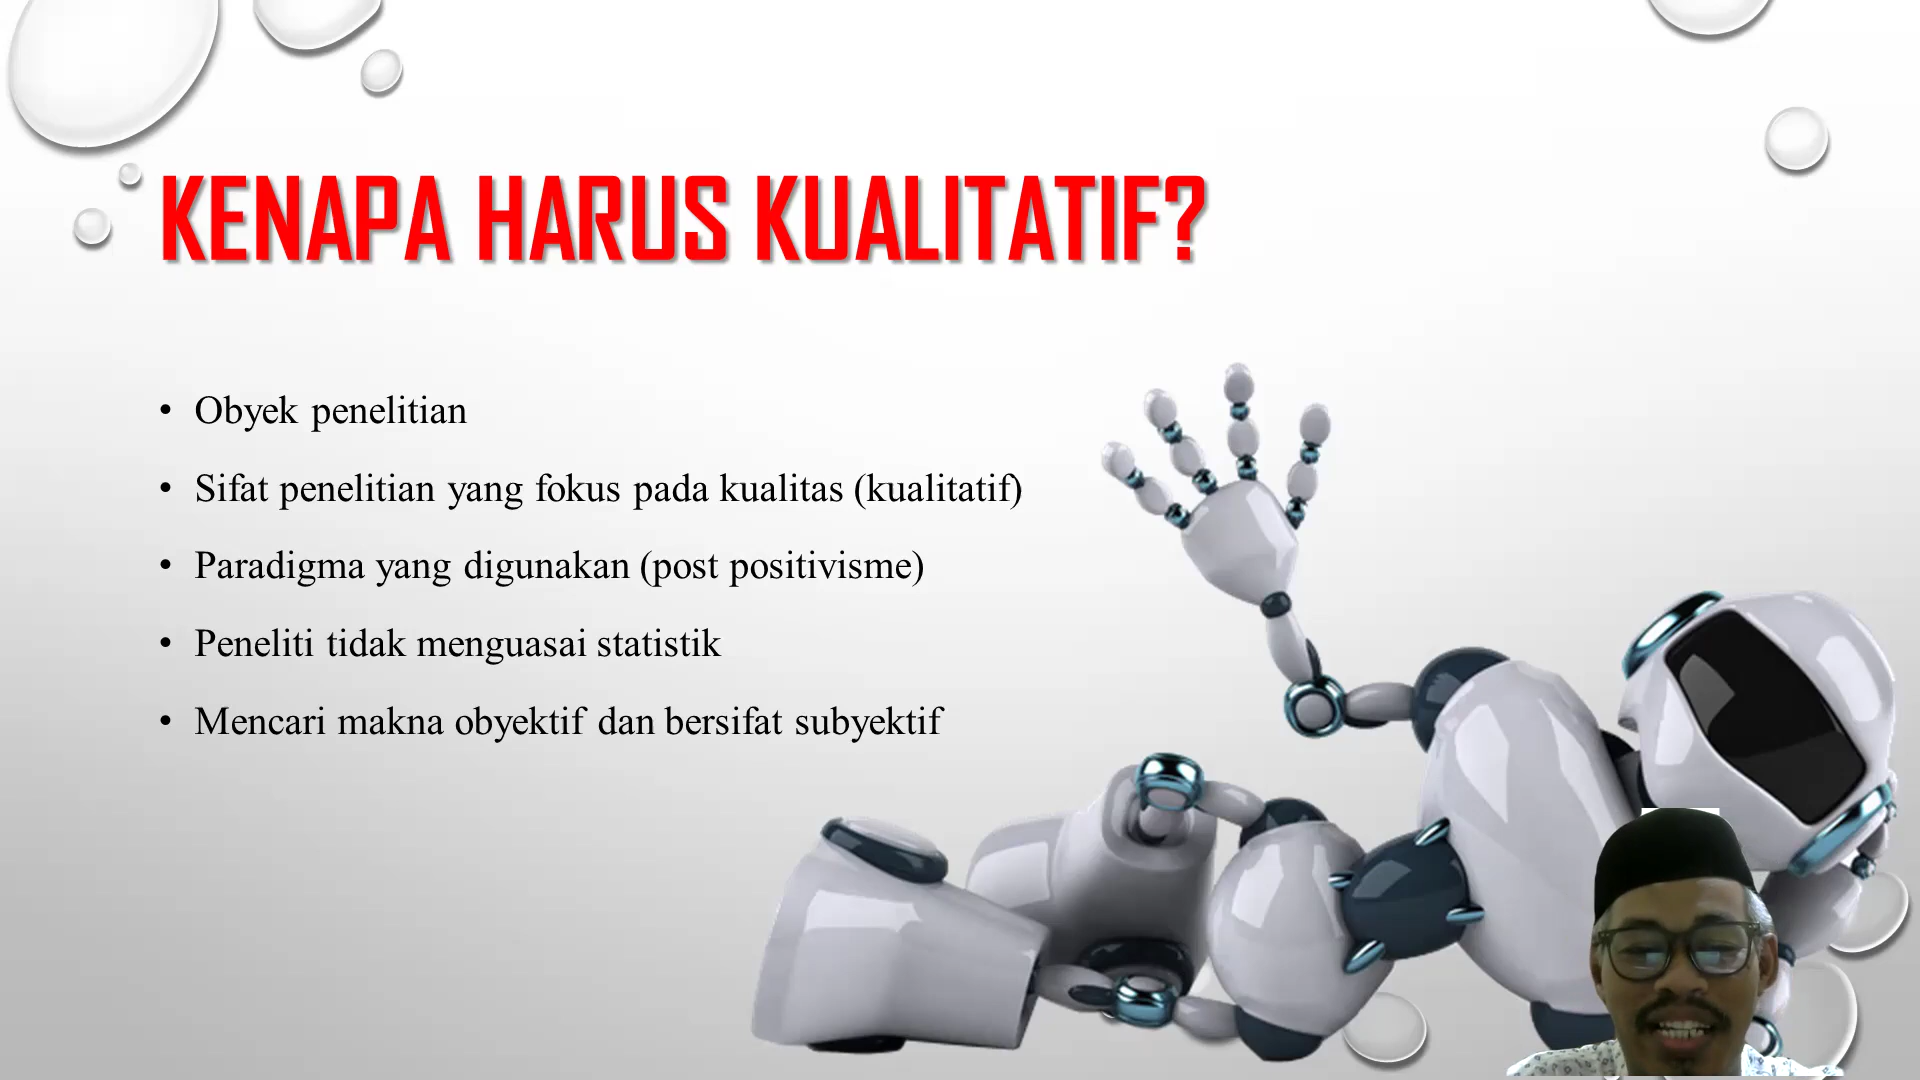 KENAPA HARUS KUALITATIF?
• Obyek penelitian
• Sifat penelitian yang fokus pada kualitas (kualitatif)
• Paradigma yang digunakan (post positivisme)
• Peneliti tidak menguasai statistik
• Mencari makna obyektif dan bersifat subyektif